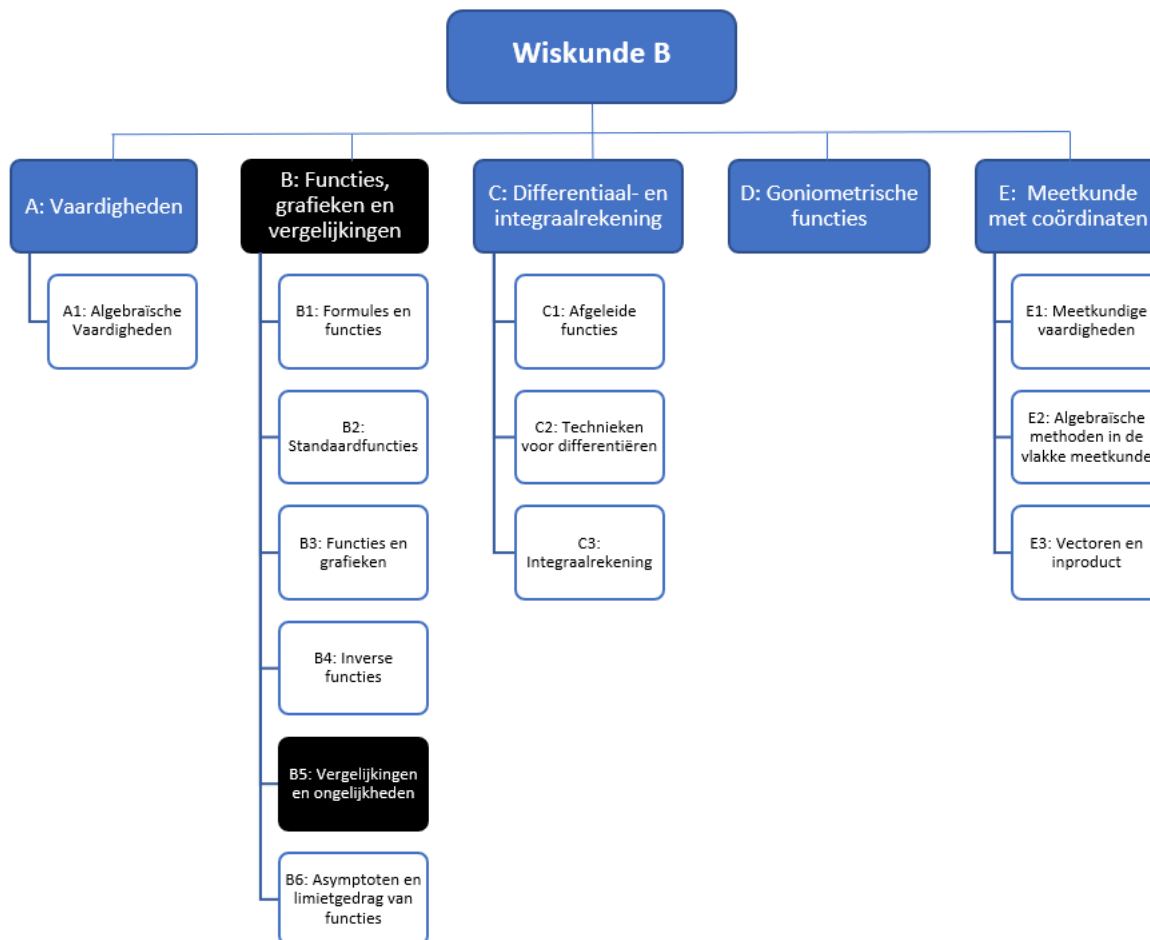 Wiskunde B
A: Vaardigheden
A1: Algebraïsche
Vaardigheden
B: Functies,
grafieken en
vergelijkingen
B1: Formules en
functies
B2:
Standaardfuncties
B3: Functies en
grafieken
B4: Inverse
functies
B5: Vergelijkingen
en ongelijkheden
B6: Asymptoten en
limietgedrag van
functies
C: Differentiaal- en
integraalrekening
C1: Afgeleide
functies
C2: Technieken
voor differentiëren
C3:
Integraalrekening
D: Goniometrische
functies
E: Meetkunde
met coördinaten
E1: Meetkundige
vaardigheden
E2: Algebraïsche
methoden in de
vlakke meetkunde
E3: Vectoren en
inproduct